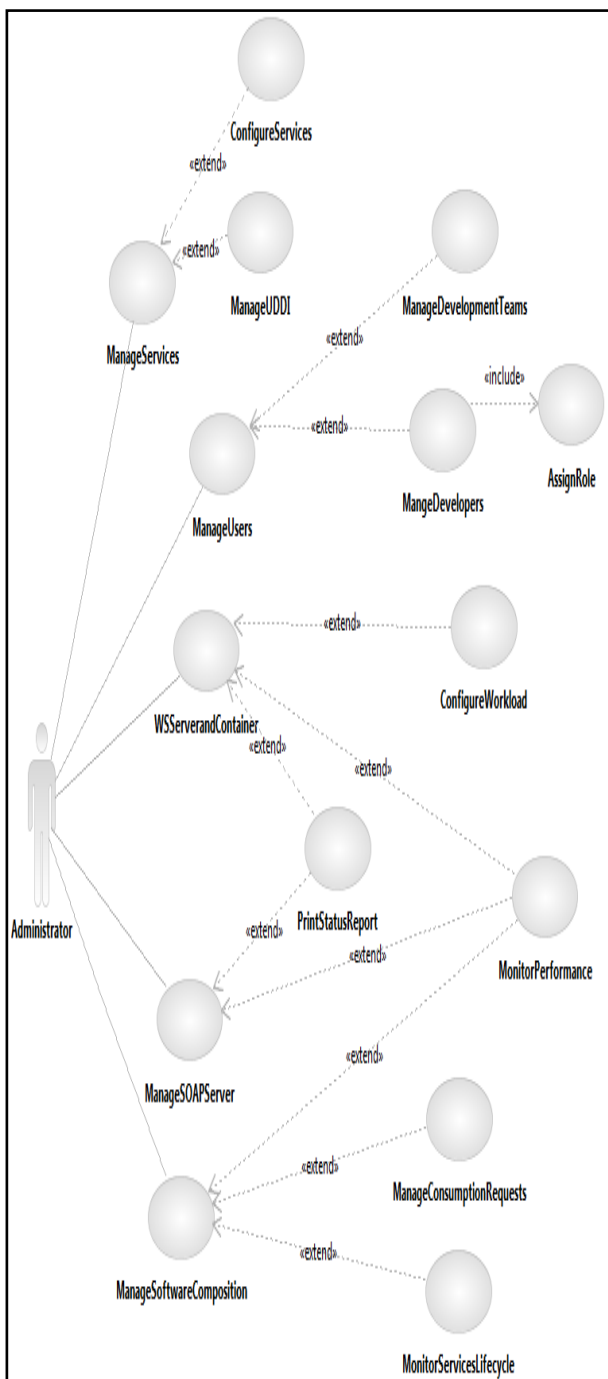 ConfigureServices
«extend»
«extend»
ManageUDDI
ManageDevelopmentTeams
ManageServices
«extend»
«include»
«extend»
MangeDevelopers
AssignRole
ManageUsers
«extend»
ConfigureWorkload
WSServerandContainer
«extend»
«extend»
PrintStatusReport
Administrator
«extend»
«extend»
MonitorPerformance
«extend»
ManageSOAPServer
«extend»
ManageConsumptionRequests
«extend»
ManageSoftwareComposition
MonitorServicesLifecycle